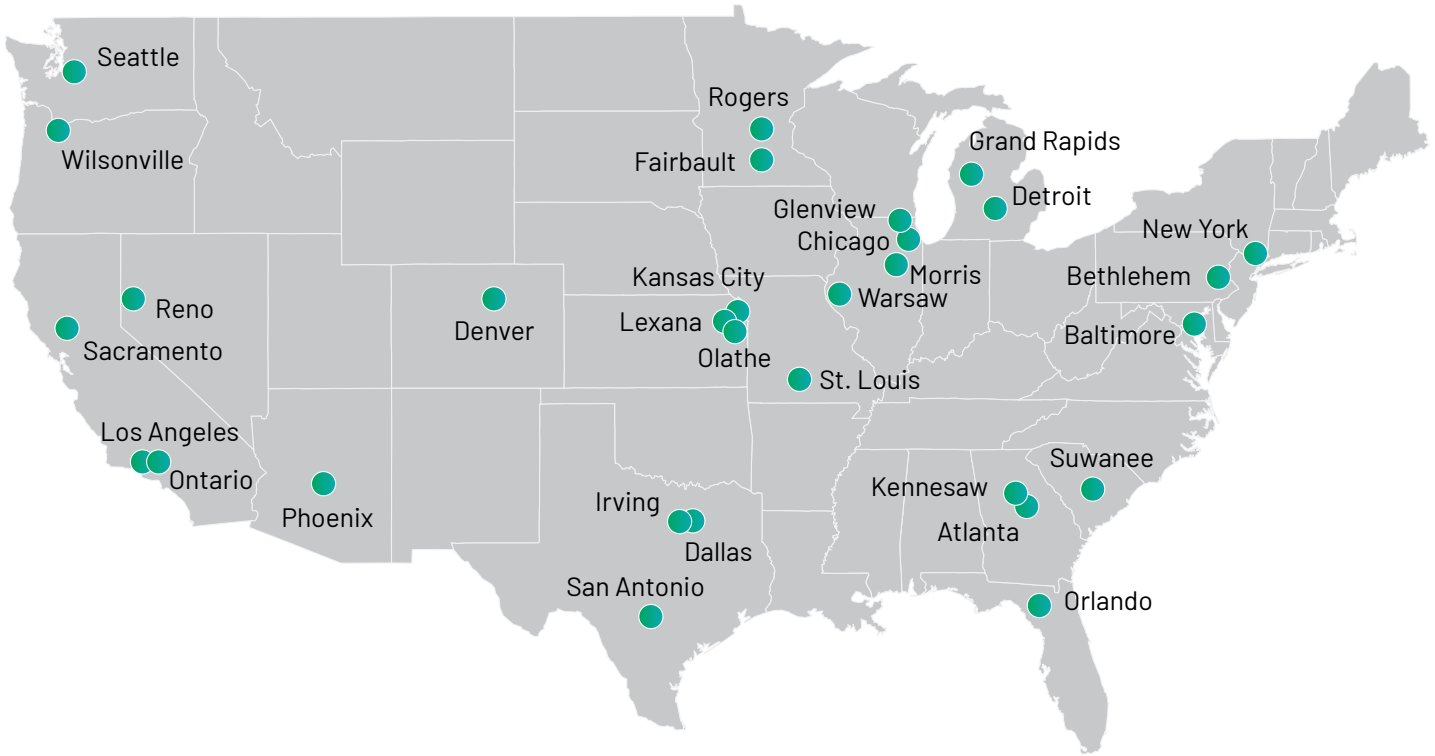 Seattle
Rogers
Grand Rapids
Wilsonville
Fairbault
Detroit
Glenview
New York
Chicago
Kansas City
Morris
Bethlehem
Warsaw
Reno
Lexana
Denver
Baltimore
Sacramento
Olathe
St. Louis
Los Angeles
Suwanee
Ontario
Kennesaw
Irving
Phoenix
Atlanta
Dallas
San Antonio
Orlando